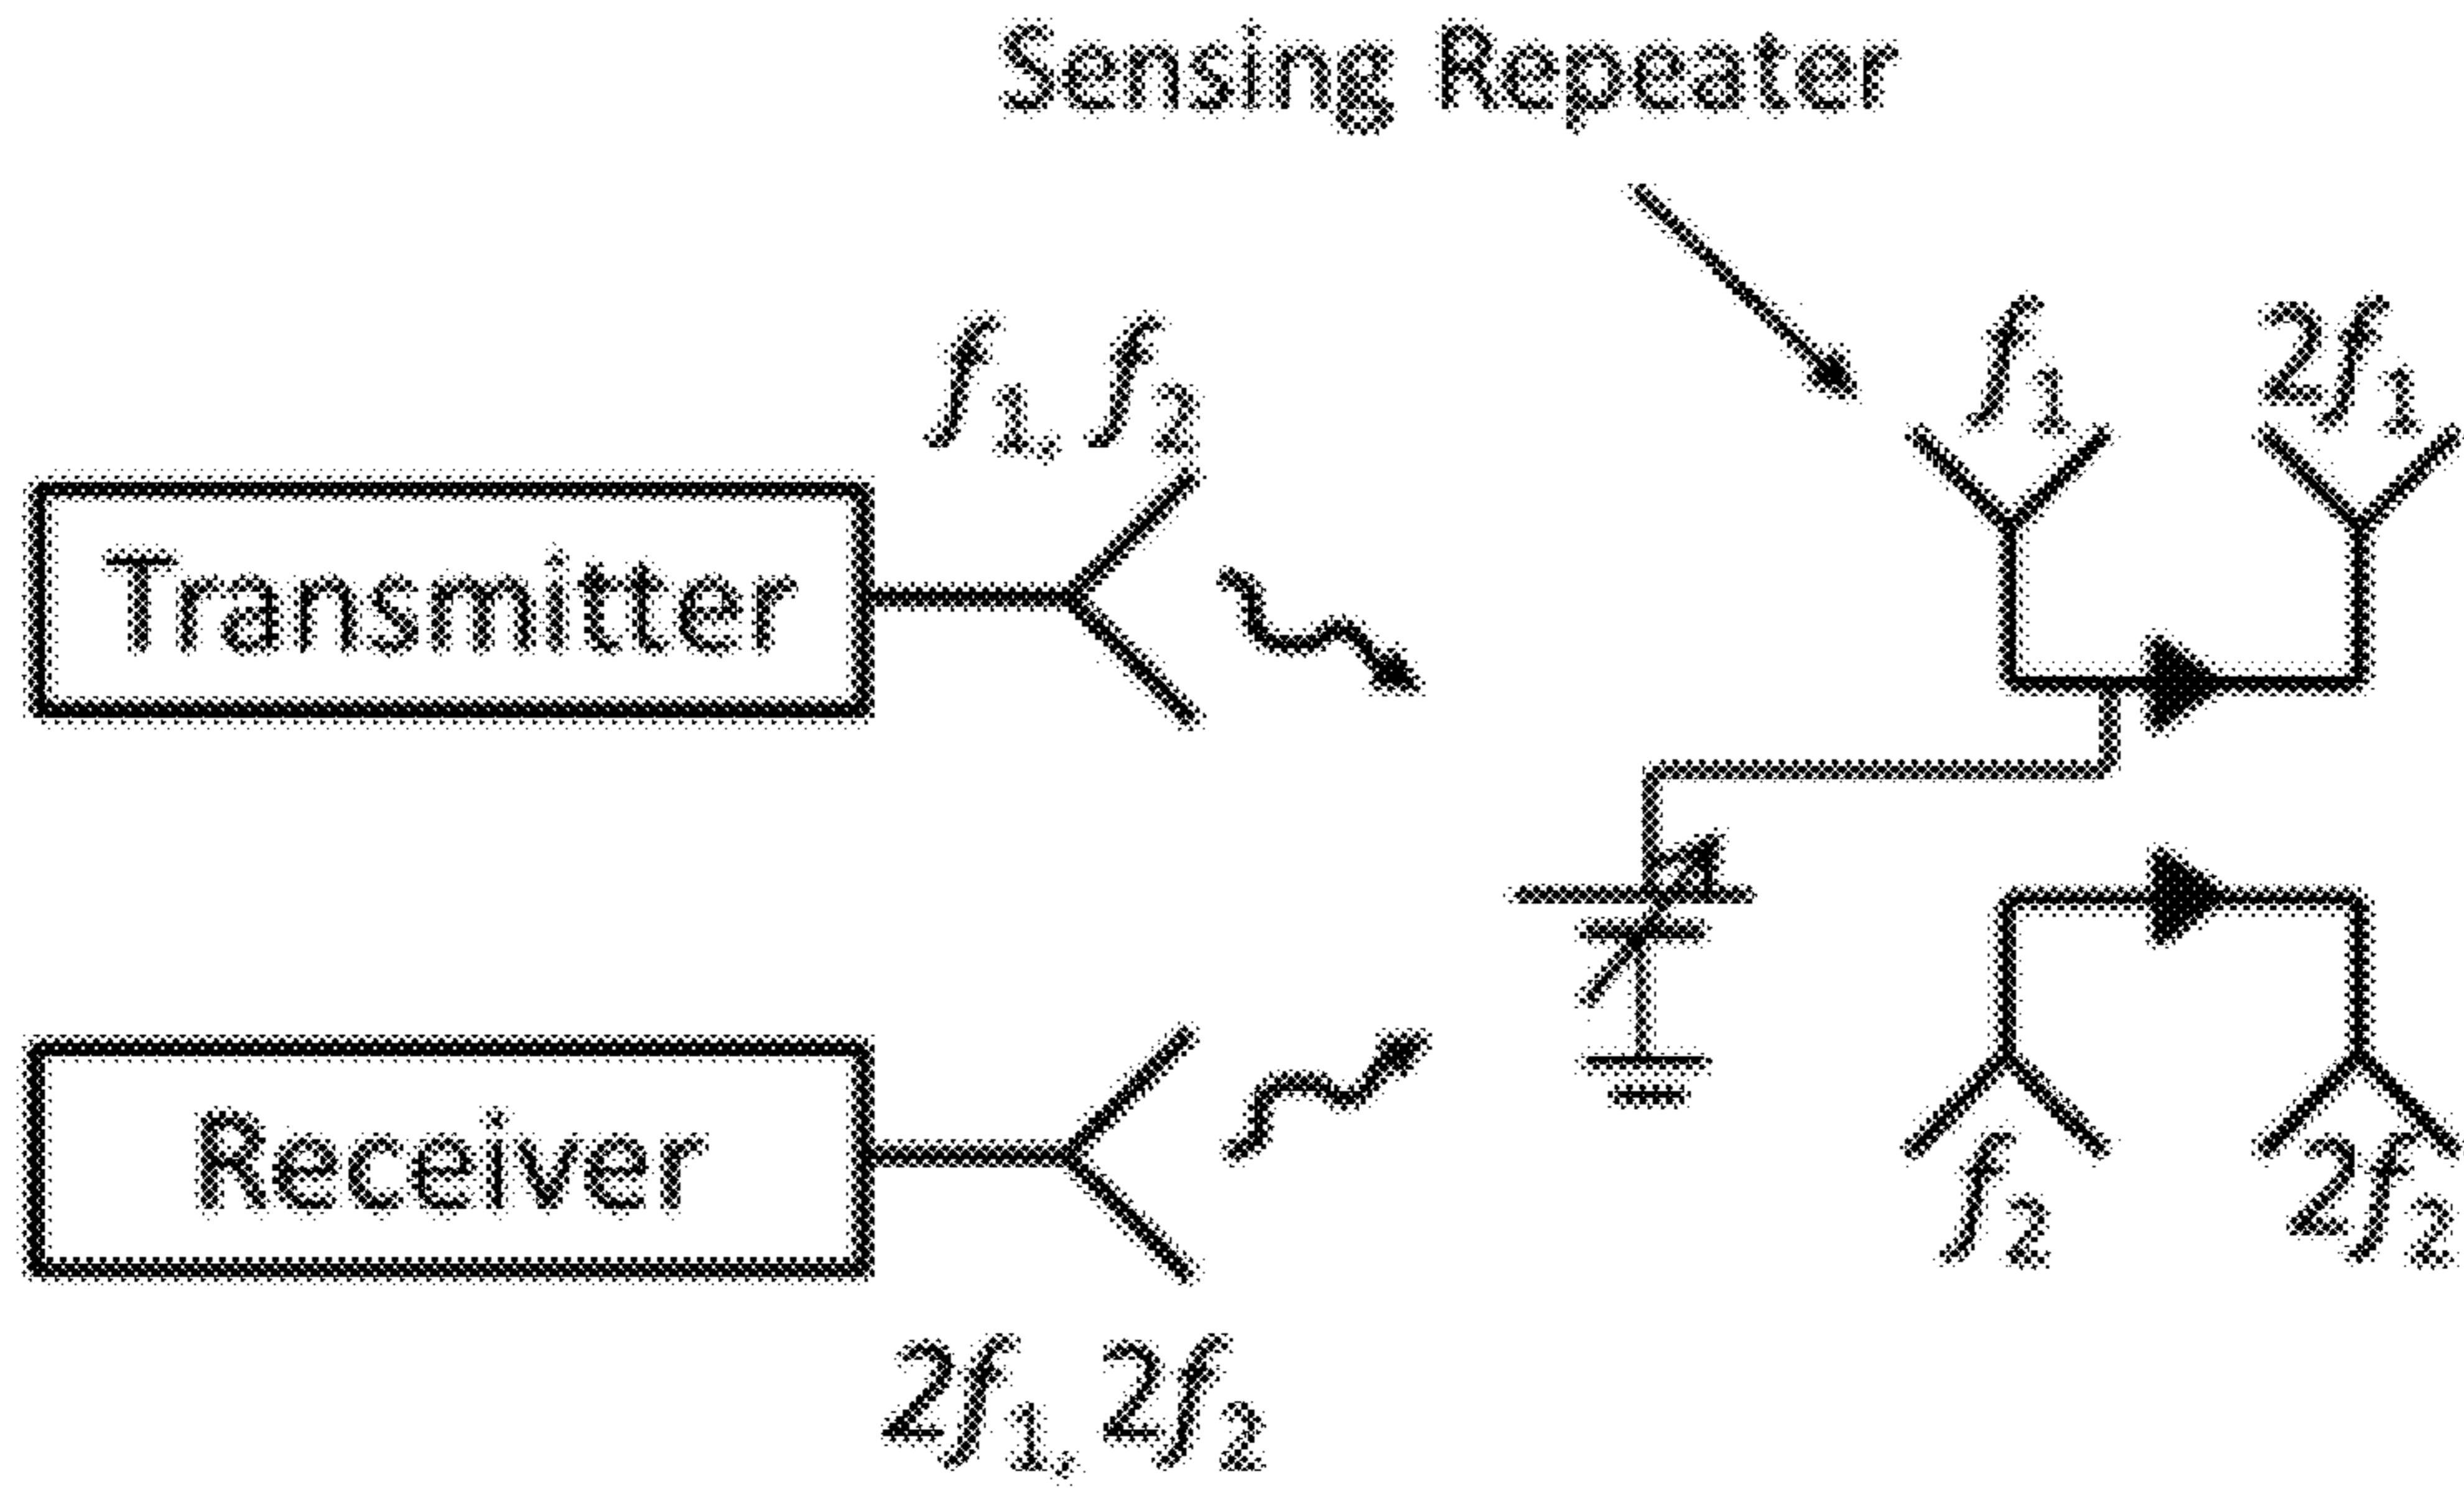 Sensing Repeater
f1, f2
f1
2f1
Transmitter
Receiver
f2
2f2
2f1, 2f2